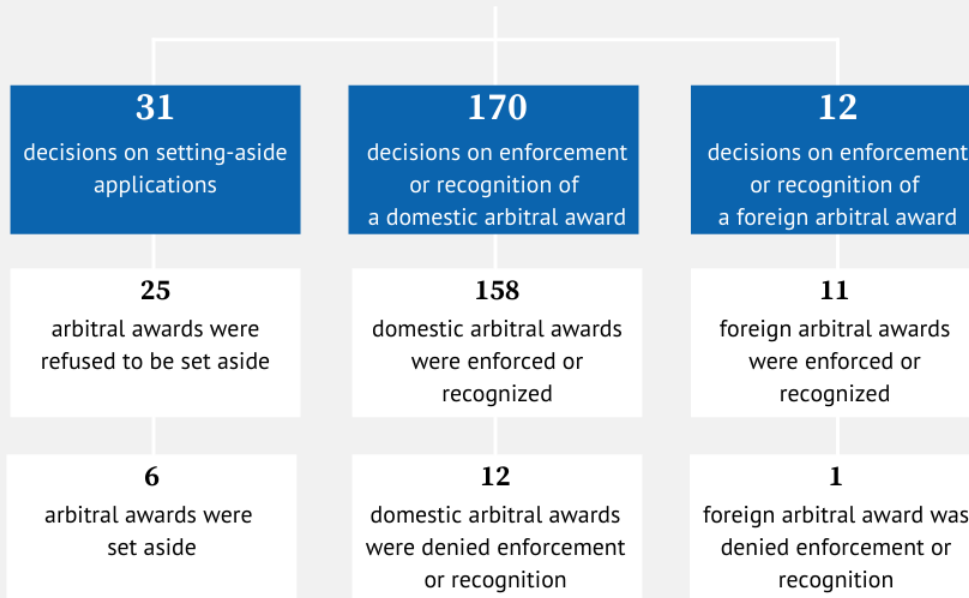 31
decisions on setting-aside
applications
170
decisions on enforcement
or recognition of
a domestic arbitral award
12
decisions on enforcement
or recognition of
a foreign arbitral award
25
arbitral awards were
refused to be set aside
158
domestic arbitral awards
were enforced or
recognized
11
foreign arbitral awards
were enforced or
recognized
6
arbitral awards were
set aside
12
domestic arbitral awards
were denied enforcement
or recognition
1
foreign arbitral award was
denied enforcement or
recognition